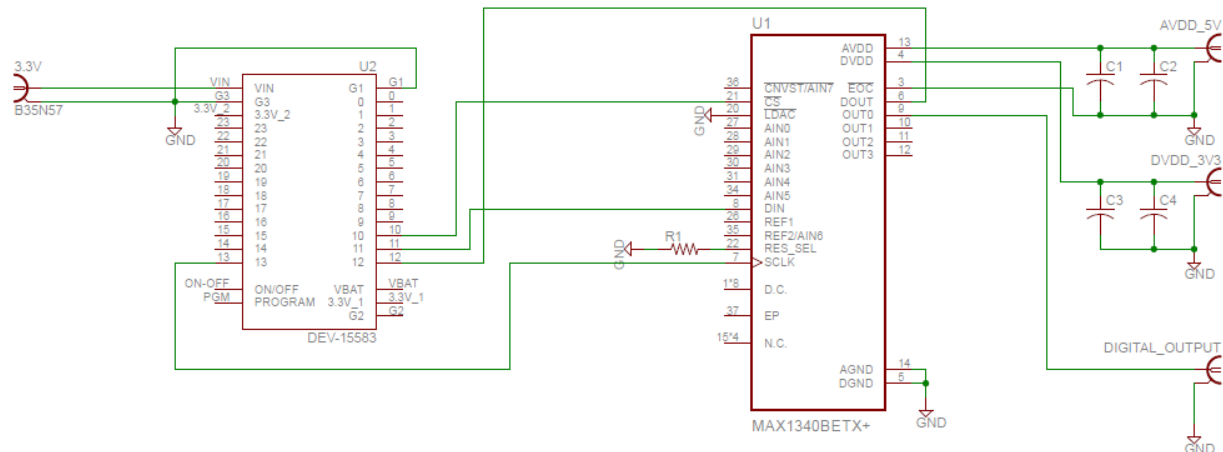 U1
AVDD_5V
3.3V
U2
B35N57
VIN
G3
3.3V_2
23
22
21
20
19
18
17
16
15
14
13
ON-OFF
PGM
VIN
G3
3.3V_2
23
22
21
20
19
18
17
16
15
14
13
ON/OFF
PROGRAM
G1
0
1
2
3
4
5
6
7
8
9
10
11
12
VBAT
3.3V_1
G2
G1
0
1
2
3
4
5
6
7
8
9
10
11
12
VBAT
3.3V_1
G2
DEV-15583
GND
GND
GND
R1
36
21
20
27
28
29
30
31
34
8
26
35
22
7
1*8
37
15*4
CNVST/AIN7
CS
LDAC
AIN0
AIN1
AIN2
AIN3
AIN4
AIN5
DIN
REF1
REF2/AIN6
RES_SEL
SCLK
D.C.
EP
N.C.
AVDD
DVDD
EOC
DOUT
OUT0
OUT1
OUT2
OUT3
AGND
DGND
13
4
3
6
9
10
11
12
14
5
MAX1340BETX+
GND
C1
C2
GND
DVDD_3V3
C3
C4
GND
DIGITAL_OUTPUT
GND